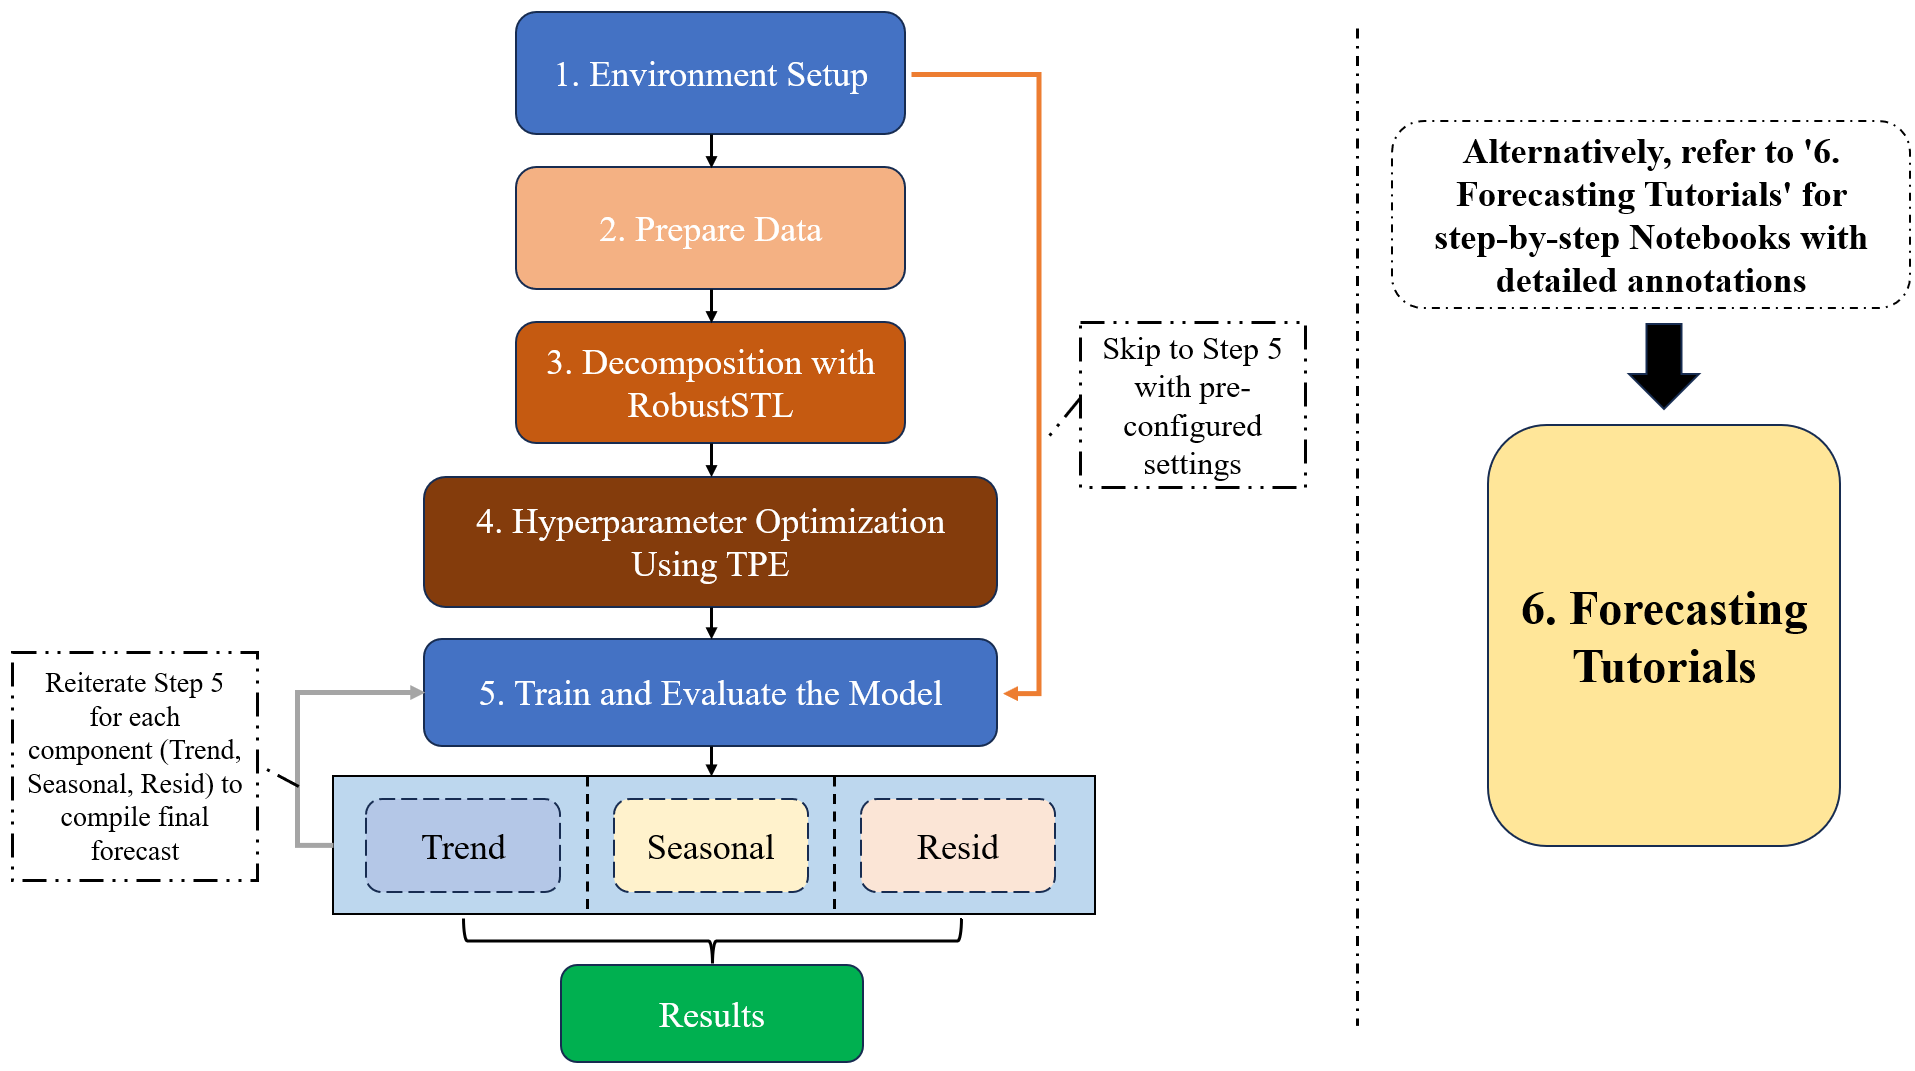 1. Environment Setup
2. Prepare Data
3. Decomposition with
RobustSTL
4. Hyperparameter Optimization
Using TPE
5. Train and Evaluate the Model
Skip to Step 5
with pre-
configured
settings
Reiterate Step 5
for each
component (Trend,
Seasonal, Resid) to
compile final
forecast
Trend
Seasonal
Resid
Results
Alternatively, refer to '6.
Forecasting Tutorials' for
step-by-step Notebooks with
detailed annotations
6. Forecasting
Tutorials